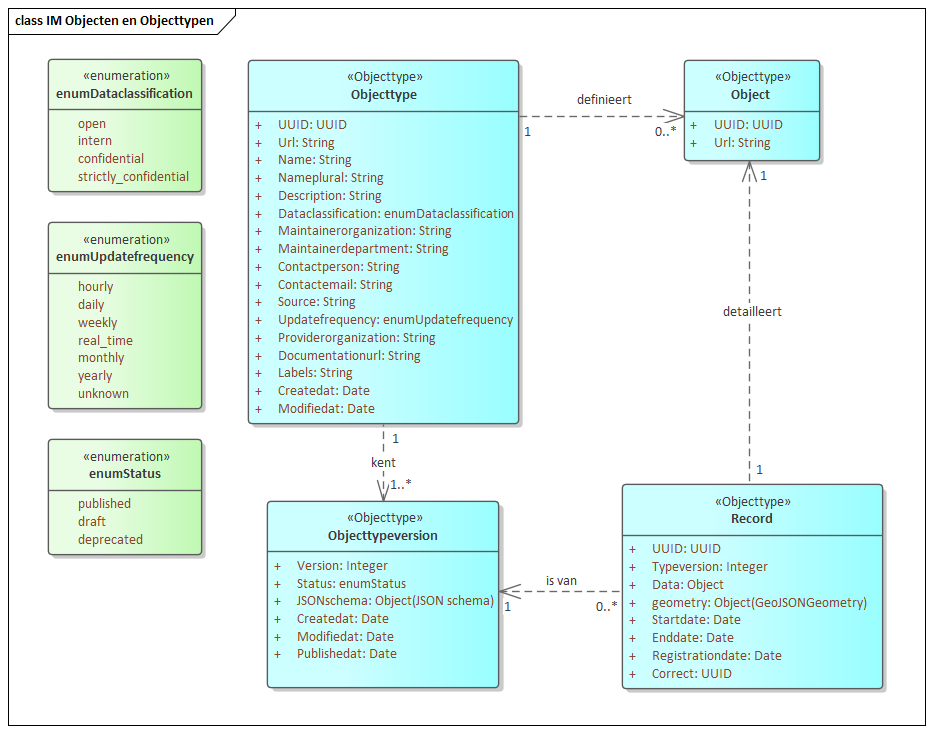 class IM Objecten en Objecttypen
«enumeration»
enumDataclassification
open
intern
confidential
strictly_confidential
«enumeration»
enumUpdatefrequency
hourly
daily
weekly
real_time
monthly
yearly
unknown
«enumeration»
enumStatus
published
draft
deprecated
«Objecttype»
Objecttype
+ UUID: UUID
+ Url: String
+ Name: String
+ Nameplural: String
+ Description: String
+ Dataclassification: enumDataclassification
+ Maintainerorganization: String
+ Maintainerdepartment: String
+ Contactperson: String
+ Contactemail: String
+ Source: String
+ Updatefrequency: enumUpdatefrequency
+ Providerorganization: String
+ Documentationurl: String
+ Labels: String
+ Createdat: Date
+ Modifiedat: Date
definieert
1
0..*
«Objecttype»
Object
+ UUID: UUID
+ Url: String
1
detailleert
1
1
kent
1..*
«Objecttype»
Objecttypeversion
+ Version: Integer
+ Status: enumStatus
+ JSONschema: Object(JSON schema)
+ Createdat: Date
+ Modifiedat: Date
+ Publishedat: Date
is van
1
0..*
«Objecttype»
Record
+ UUID: UUID
+ Typeversion: Integer
+ Data: Object
+ geometry: Object(GeoJSONGeometry)
+ Startdate: Date
+ Enddate: Date
+ Registrationdate: Date
+ Correct: UUID